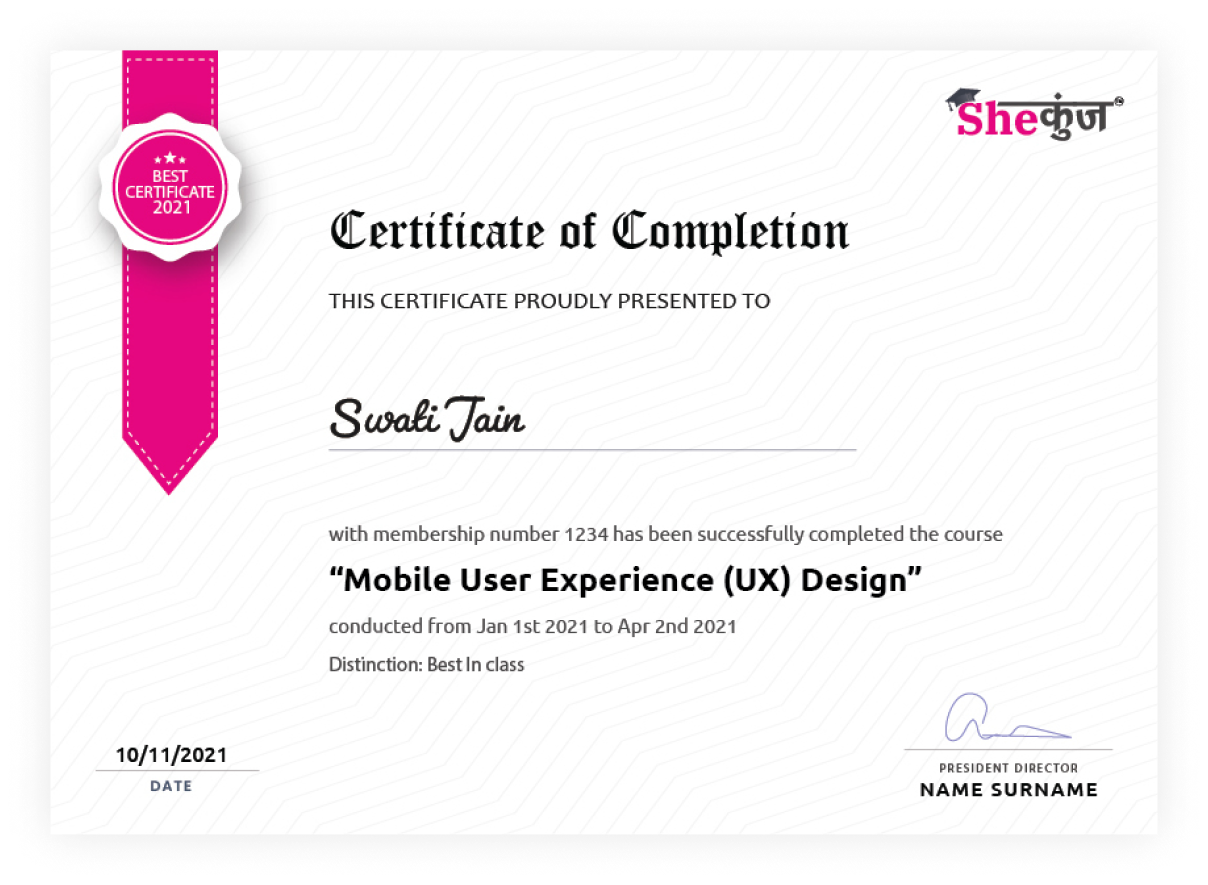 BEST
CERTIFICATE
2021
Sheकुंज
Certificate of Completion
THIS CERTIFICATE PROUDLY PRESENTED TO
Swati Jain
with membership number 1234 has been successfully completed the course
“Mobile User Experience (UX) Design”
conducted from Jan 1st 2021 to Apr 2nd 2021
Distinction: Best In class
10/11/2021
DATE
PRESIDENT DIRECTOR
NAME SURNAME